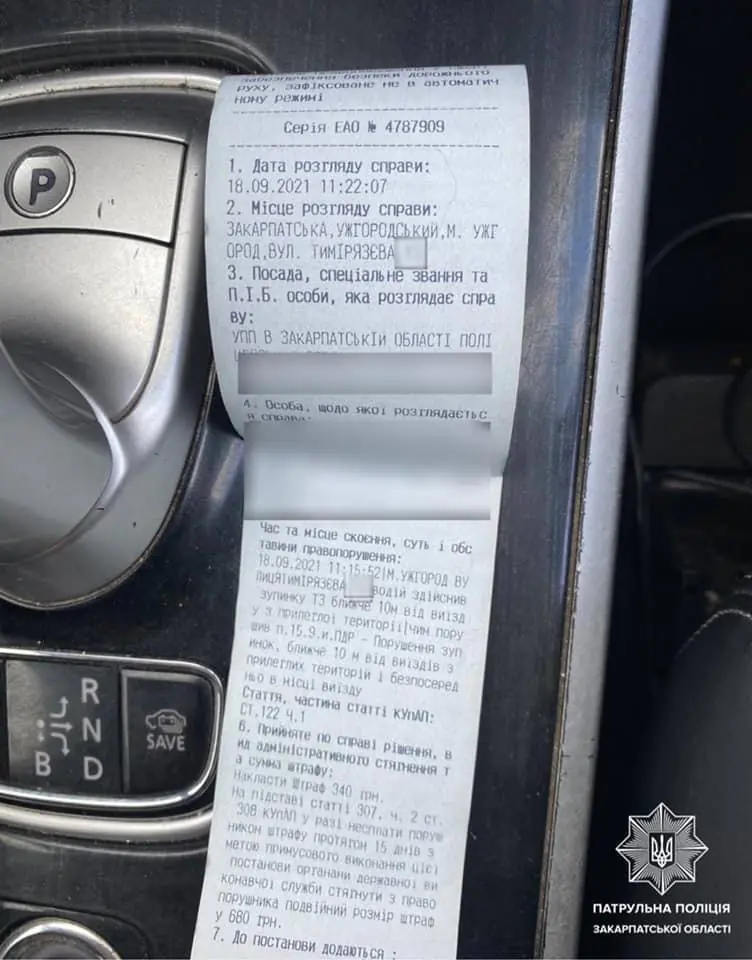 забезпечення безпеки дорожнього
руху, зафіксоване не в автоматич
ному режимі
Серія ЕАО № 4787909
1. Дата розгляду справи:
18.09.2021 11:22:07
2. Місце розгляду справи:
ЗАКАРПАТСЬКА,УЖГОРОДСЬКИЙ,М. УЖГ
ОРОД,ВУЛ. ТИМІРЯЗЄВА
3. Посада, спеціальне звання та
П.І.Б. особи, яка розглядає спра
ву:
УПП В ЗАКАРПАТСЬКІй ОБЛАСТІ ПОЛІ
4. Особа, щодо якої розглядаєтьс
я справа:
Час та місце скоєння, суть і обс
тавини правопорушення:
18.09.2021 11:15:52|М.УЖГОРОД ВУ
ЛИЦЯТИМІРЯЗЄВА водій здійснив
зупинку ТЗ ближче 10м від виїзд
у з прилеглої території|чим пору
шив п.15.9.и.ПДР - Порушення зуп
инок, ближче 10 м від виїздів з
прилеглих територій і безпосеред
ньо в місці виїзду
Стаття, частина статті КУпАП:
СТ.122 Ч.1
6. Прийняте по справі рішення, в
ид адміністративного стягнення т
а сумма штрафу:
Накласти Штраф 340 грн.
На підставі статті 307, ч. 2 ст.
308 КУпАП у разі несплати поруш
ником штрафу протягом 15 днів з
метою примусового виконання цієї
постанови органами державної ви
конавчої служби стягнути з право
порушника подвійний розмір штраф
у 680 грн.
7. До постанови додаються :
P
R
N
B D
SAVE
ПАТРУЛЬНА ПОЛІЦІЯ
ЗАКАРПАТСЬКОЇ ОБЛАСТІ